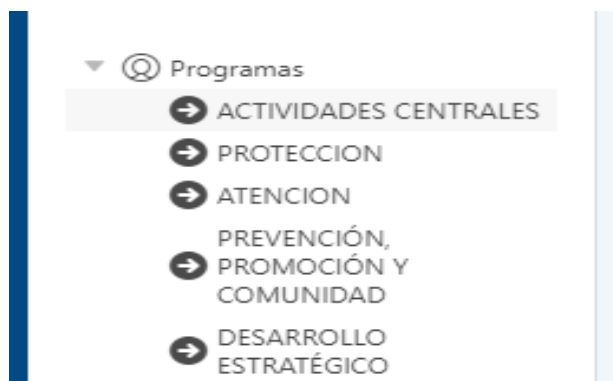 Programas
ACTIVIDADES CENTRALES
PROTECCION
ATENCION
PREVENCIÓN,
PROMOCIÓN Y
COMUNIDAD
DESARROLLO
ESTRATÉGICO